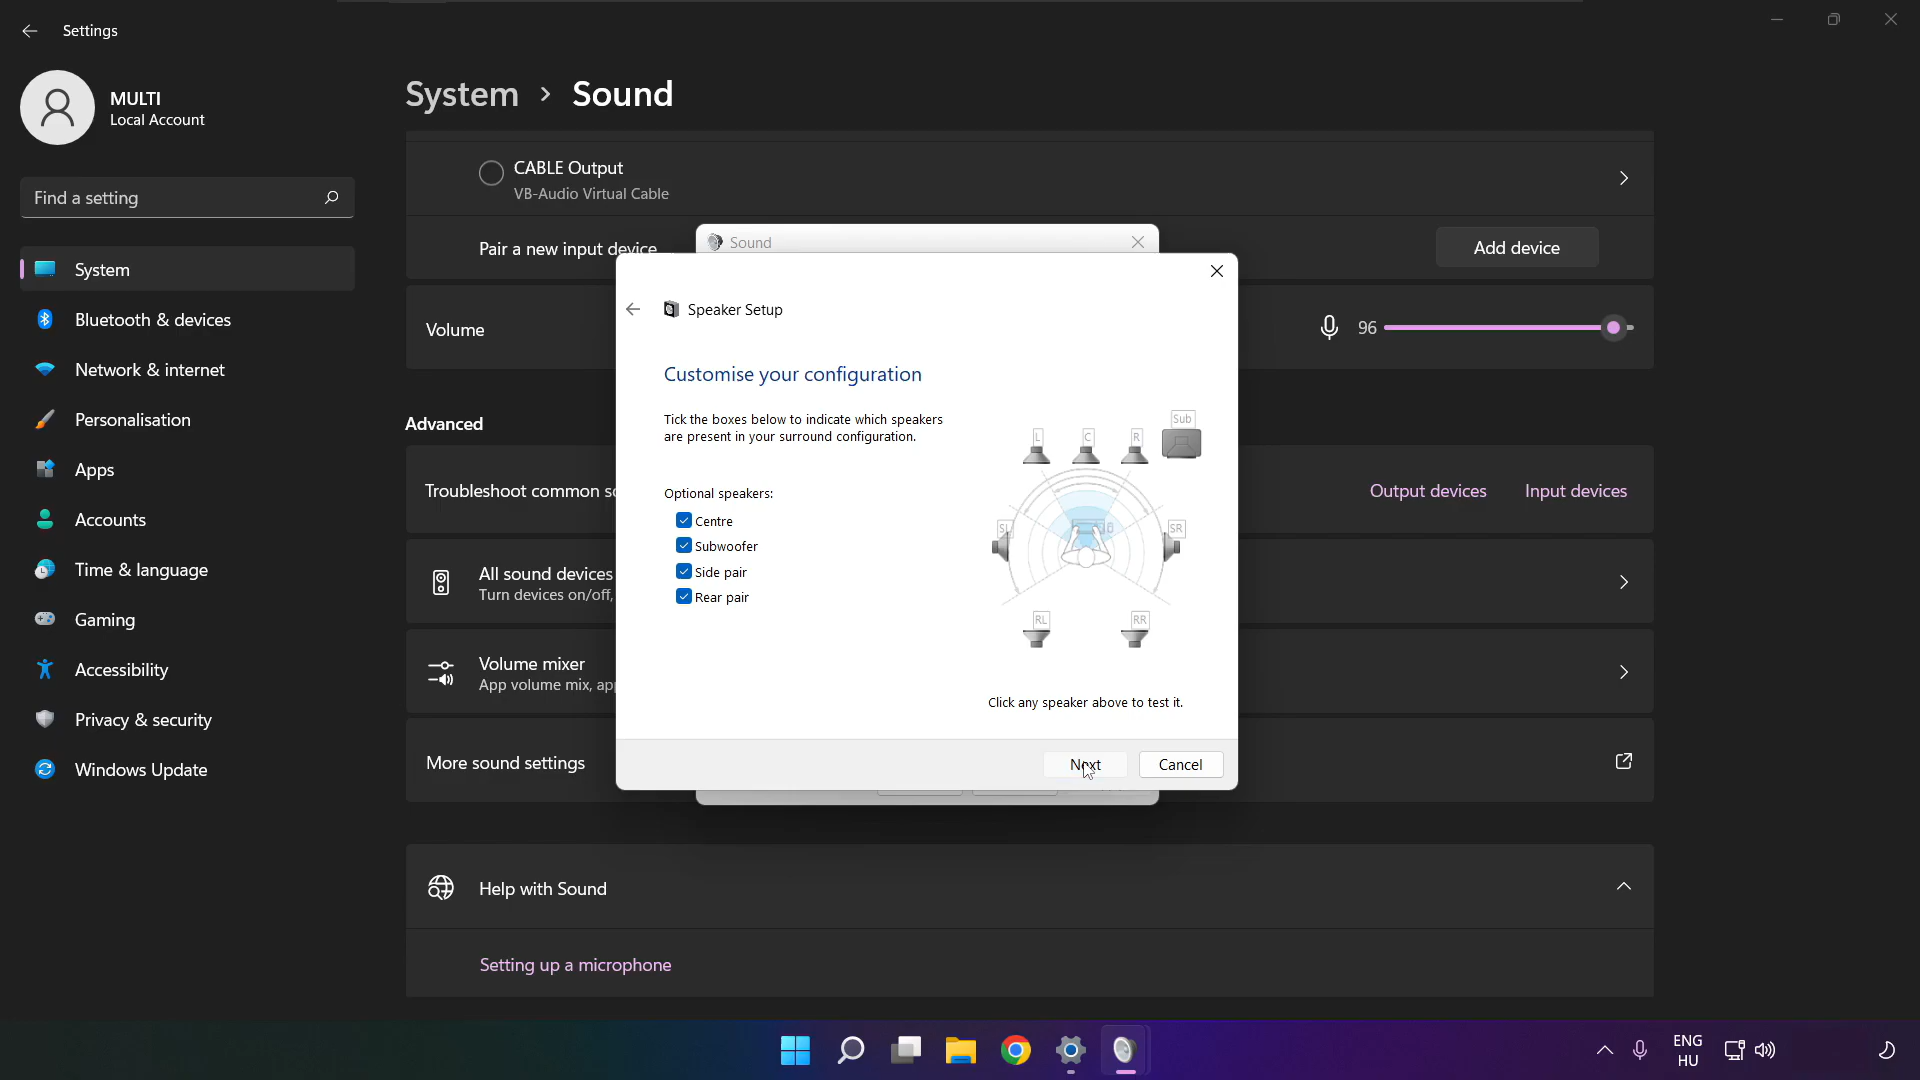 Settings
MULTI
Local Account
Find a setting
System
Bluetooth & devices
Network & internet
Personalisation
Apps
Accounts
Time & language
Gaming
Accessibility
Privacy & security
Windows Update
System > Sound
CABLE Output
VB-Audio Virtual Cable
Pair a new input device
Add device
Volume
96
Advanced
Troubleshoot common so
Output devices
Input devices
All sound devices
Turn devices on/off,
Volume mixer
App volume mix, app
More sound settings
Help with Sound
Setting up a microphone
Sound
Speaker Setup
Customise your configuration
Tick the boxes below to indicate which speakers
are present in your surround configuration.
Optional speakers:
Centre
Subwoofer
Side pair
Rear pair
L
C
R
Sub
SL
SR
RL
RR
Click any speaker above to test it.
Next
Cancel
ENG
HU